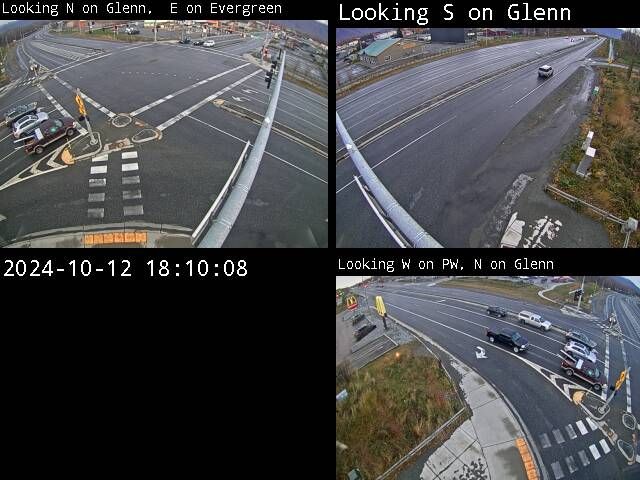 Looking N on Glenn, E on Evergreen
Looking S on Glenn
2024-10-12 18:10:08
Looking W on PW, N on Glenn